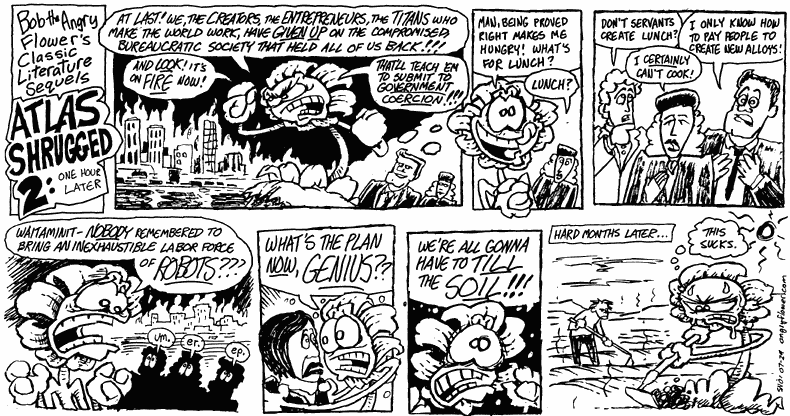 Bob the Angry
Flower's
Classic
Literature
Sequels
ATLAS
SHRUGGED
2:
ONE HOUR
LATER
AT LAST! WE, THE CREATORS, THE ENTREPRENEURS, THE TITANS WHO
MAKE THE WORLD WORK, HAVE GIVEN UP ON THE COMPROMISED,
BUREAUCRATIC SOCIETY THAT HELD ALL OF US BACK!!!
AND LOOK! IT'S
ON FIRE NOW!
THAT'LL TEACH 'EM
TO SUBMIT TO
GOVERNMENT
COERCION!!!
MAN, BEING PROVED
RIGHT MAKES ME
HUNGRY! WHAT'S
FOR LUNCH?
LUNCH?
DON'T SERVANTS
CREATE LUNCH?
I CERTAINLY
CAN'T COOK!
I ONLY KNOW HOW
TO PAY PEOPLE TO
CREATE NEW ALLOYS!
WAITAMINIT- NOBODY REMEMBERED TO
BRING AN INEXHAUSTIBLE LABOR FORCE
OF ROBOTS???
um.
er.
ep.
WHAT'S THE PLAN
NOW, GENIUS??
WE'RE ALL GONNA
HAVE TO TILL
THE SOIL!!!
HARD MONTHS LATER...
THIS
SUCKS.
SHOI 07·29 angryflower.com